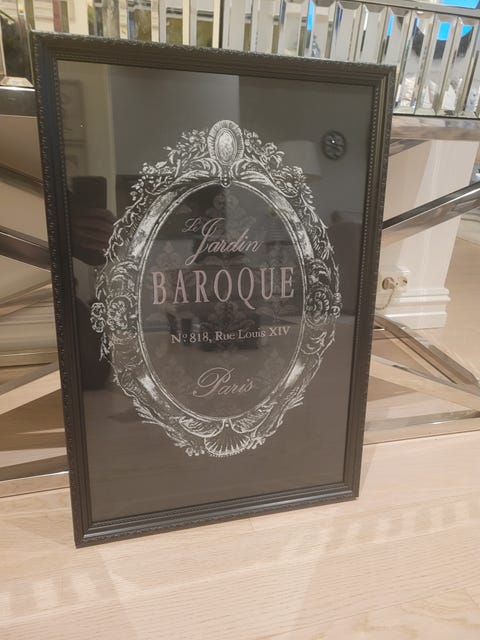 Le
Jardin
BAROQUE
Nº 818, Rue Louis XIV
Paris